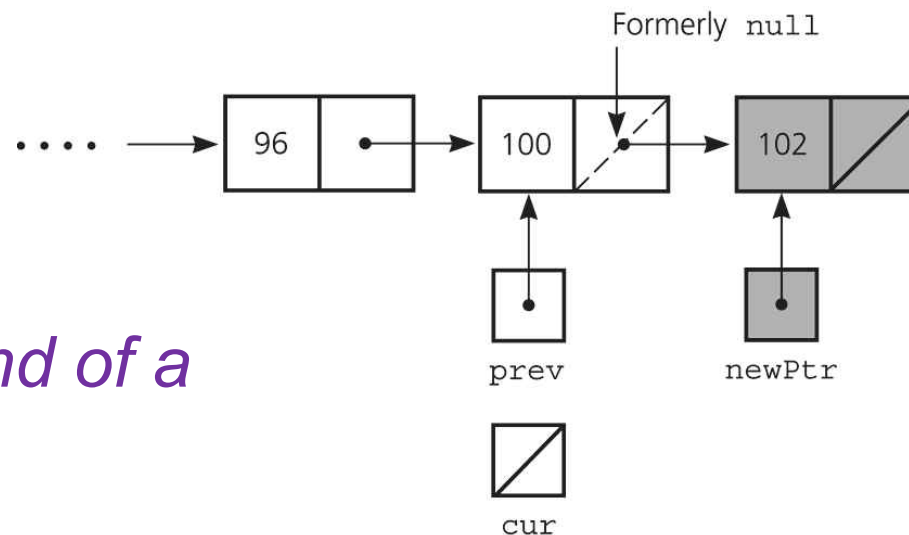 Formerly null
.... 96 100 102
nd of a
prev newPtr
cur